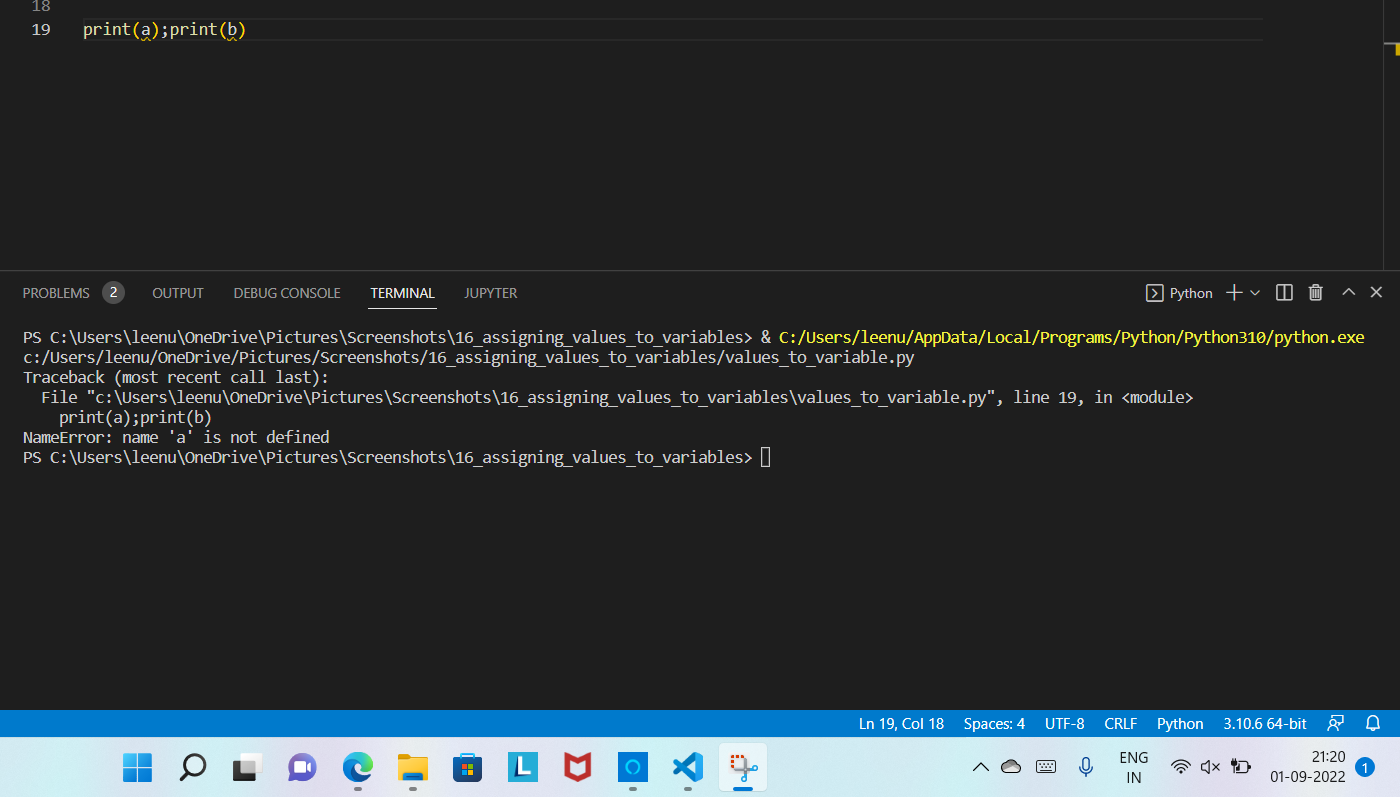 18
19 print(a);print(b)
PROBLEMS 2 OUTPUT DEBUG CONSOLE TERMINAL JUPYTER Python
PS C:\Users\leenu\OneDrive\Pictures\Screenshots\16_assigning_values_to_variables> & C:/Users/leenu/AppData/Local/Programs/Python/Python310/python.exe
c:/Users/leenu/OneDrive/Pictures/Screenshots/16_assigning_values_to_variables/values_to_variable.py
Traceback (most recent call last):
  File "c:\Users\leenu\OneDrive\Pictures\Screenshots\16_assigning_values_to_variables\values_to_variable.py", line 19, in <module>
    print(a);print(b)
NameError: name 'a' is not defined
PS C:\Users\leenu\OneDrive\Pictures\Screenshots\16_assigning_values_to_variables>
Ln 19, Col 18 Spaces: 4 UTF-8 CRLF Python 3.10.6 64-bit
L
ENG 21:20
IN 01-09-2022 1